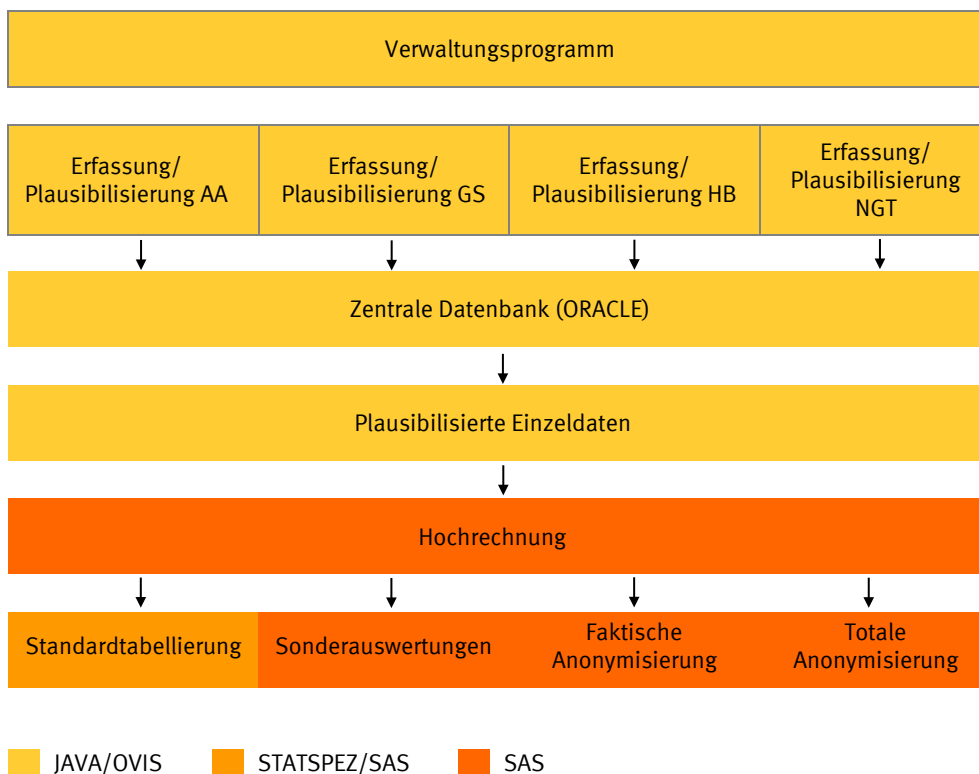 Verwaltungsprogramm
Erfassung/
Plausibilisierung AA
Erfassung/
Plausibilisierung GS
Erfassung/
Plausibilisierung HB
Erfassung/
Plausibilisierung
NGT
Zentrale Datenbank (ORACLE)
Plausibilisierte Einzeldaten
Hochrechnung
Standardtabellierung
Sonderauswertungen
Faktische
Anonymisierung
Totale
Anonymisierung
JAVA/OVIS
STATSPEZ/SAS
SAS